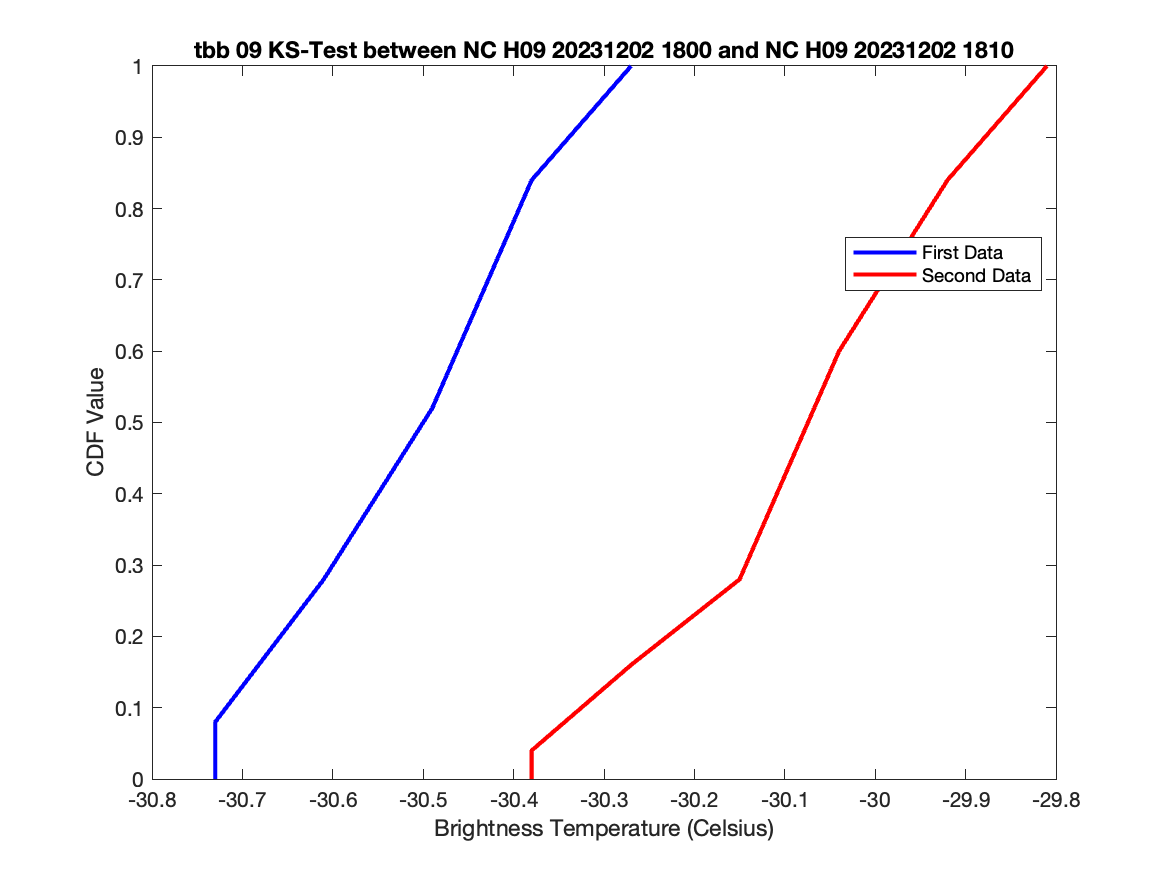 tbb 09 KS-Test between NC H09 20231202 1800 and NC H09 20231202 1810
1
0.9
0.8
0.7
0.6
0.5
0.4
0.3
0.2
0.1
0
CDF Value
First Data
Second Data
-30.8 -30.7 -30.6 -30.5 -30.4 -30.3 -30.2 -30.1 -30 -29.9 -29.8
Brightness Temperature (Celsius)